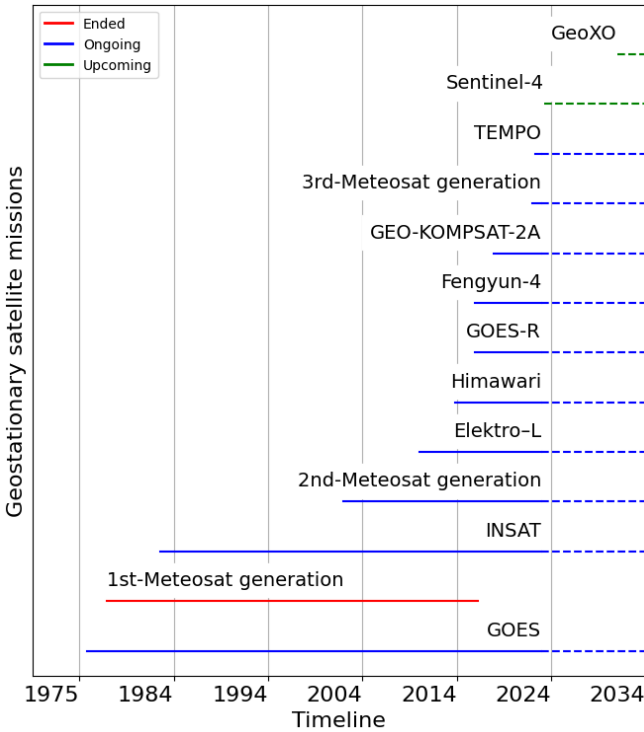 Ended
Ongoing
Upcoming
GeoXO
Sentinel-4
TEMPO
3rd-Meteosat generation
GEO-KOMPSAT-2A
Fengyun-4
GOES-R
Himawari
Elektro–L
2nd-Meteosat generation
INSAT
1st-Meteosat generation
GOES
Geostationary satellite missions
1975 1984 1994 2004 2014 2024 2034
Timeline